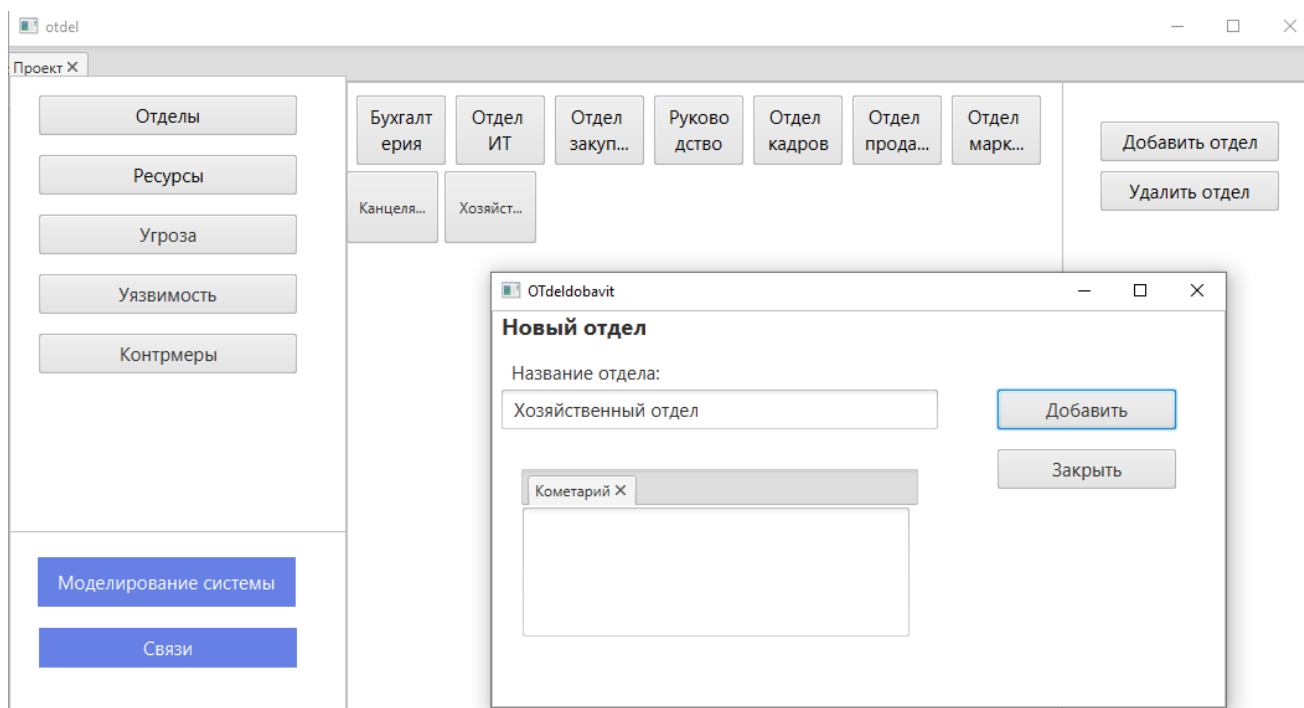 otdel
Проект
Отделы
Ресурсы
Угроза
Уязвимость
Контрмеры
Моделирование системы
Связи
Бухгалт
ерия
Отдел
ИТ
Отдел
закуп...
Руково
дство
Отдел
кадров
Отдел
прода...
Отдел
марк...
Канцеля...
Хозяйст...
Добавить отдел
Удалить отдел
OTdeldobavit
Новый отдел
Название отдела:
Хозяйственный отдел
Добавить
Закрыть
Кометарий